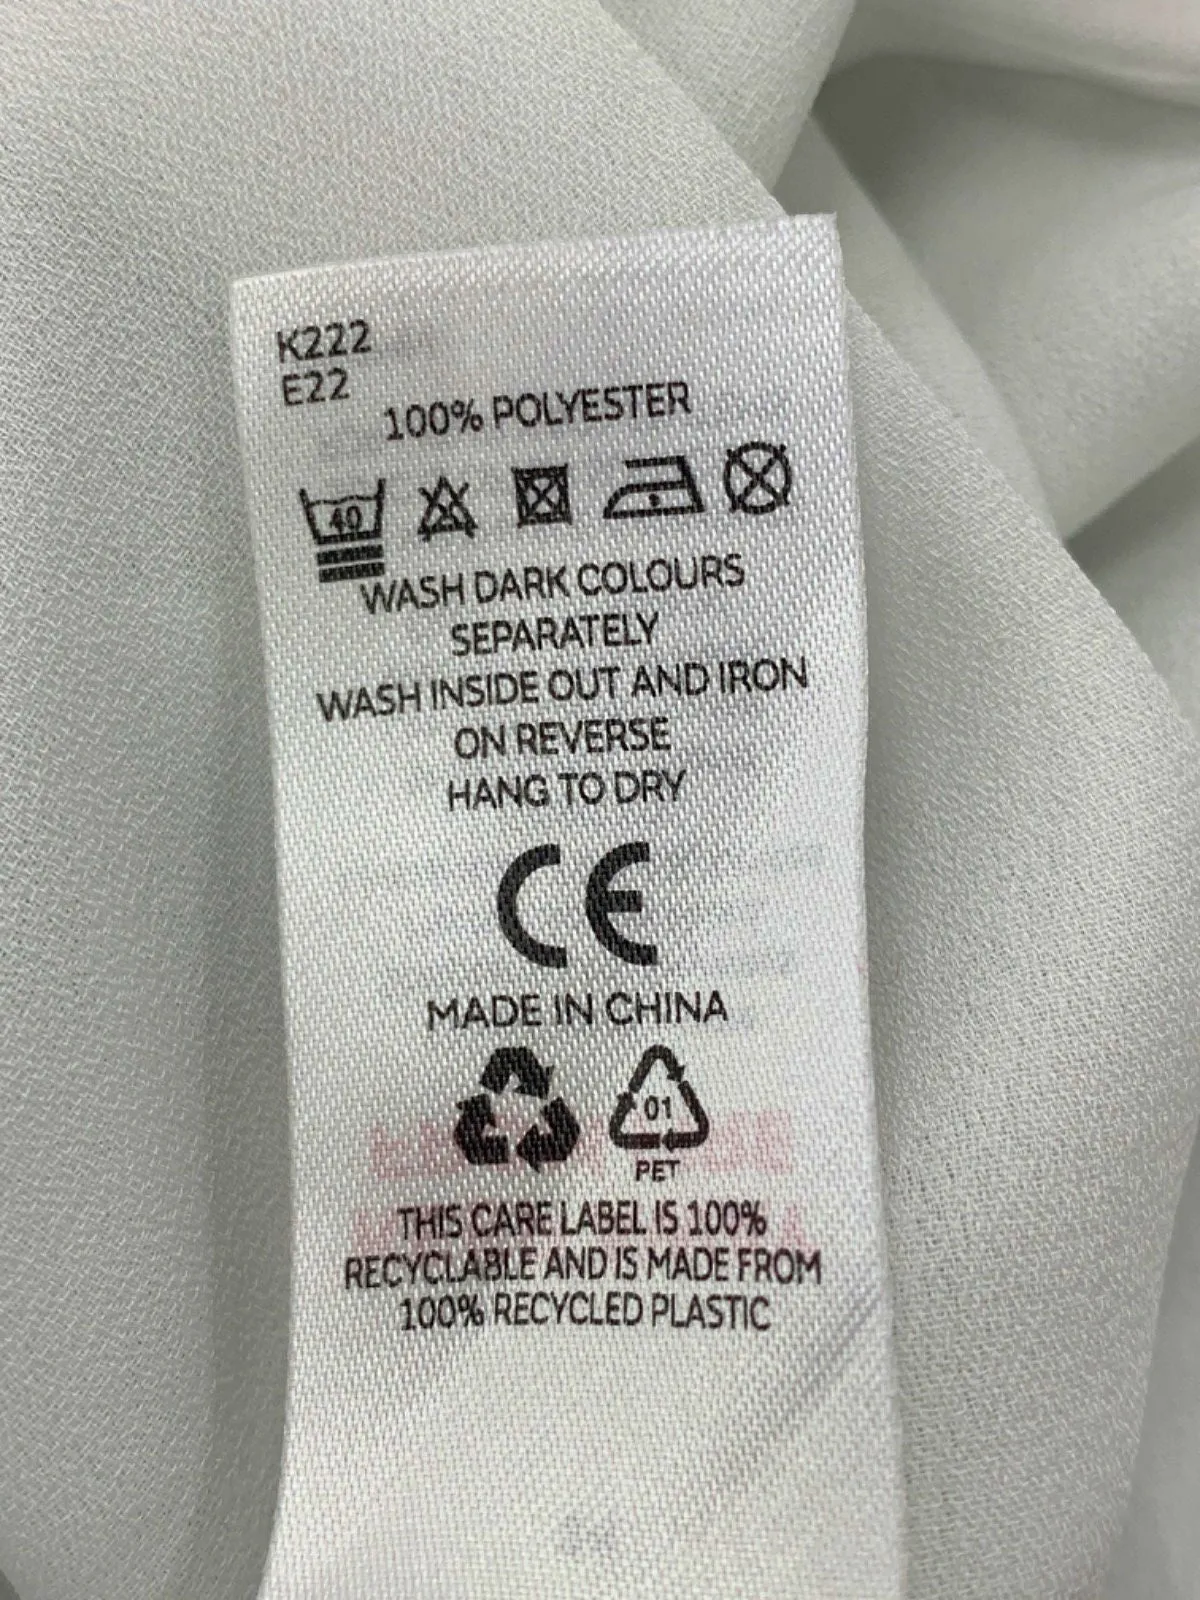 K222
E22
100% POLYESTER
40
WASH DARK COLOURS
SEPARATELY
WASH INSIDE OUT AND IRON
ON REVERSE
HANG TO DRY
CE
MADE IN CHINA
01
PET
THIS CARE LABEL IS 100%
RECYCLABLE AND IS MADE FROM
100% RECYCLED PLASTIC